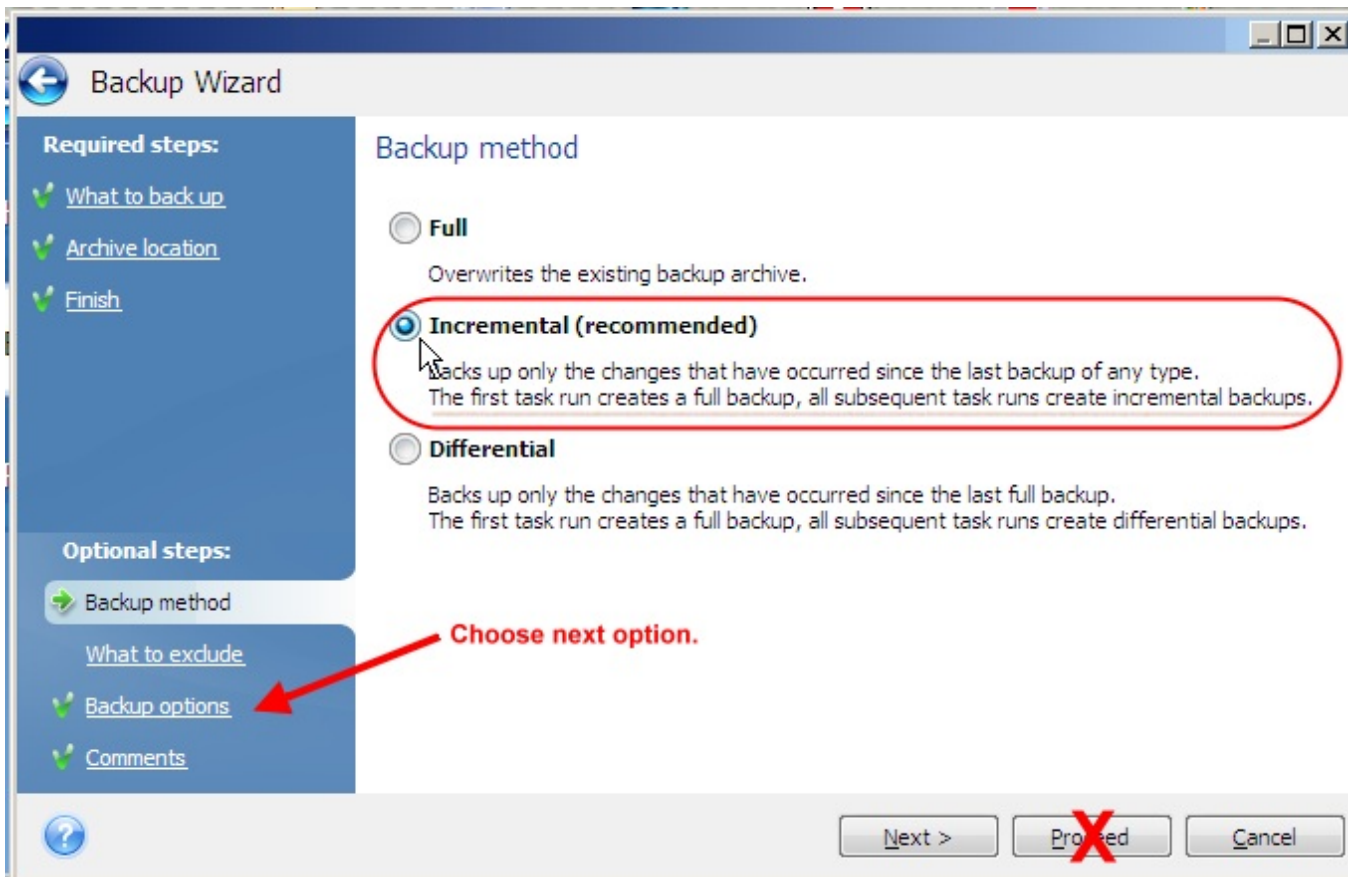 Backup Wizard
Required steps:
What to back up
Archive location
Finish
Optional steps:
Backup method
What to exclude
Backup options
Comments
Backup method
Full
Overwrites the existing backup archive.
Incremental (recommended)
Backs up only the changes that have occurred since the last backup of any type.
The first task run creates a full backup, all subsequent task runs create incremental backups.
Differential
Backs up only the changes that have occurred since the last full backup.
The first task run creates a full backup, all subsequent task runs create differential backups.
Choose next option.
?
Next >
Proceed
X
Cancel